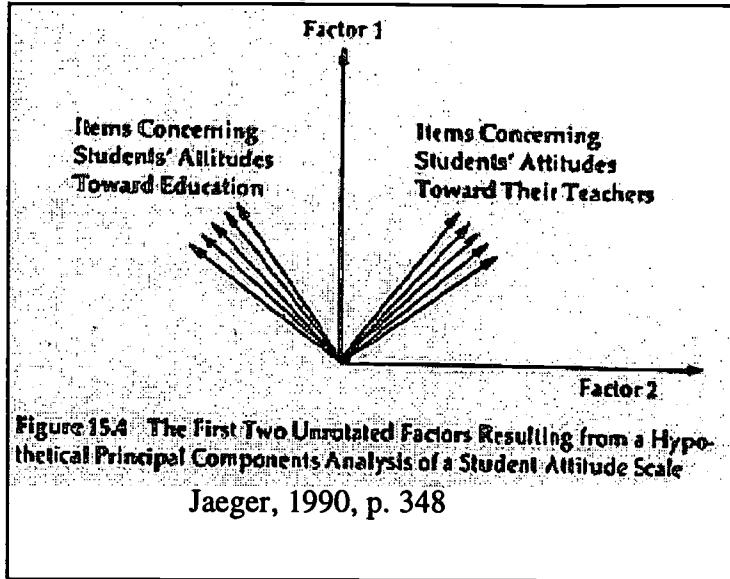 Factor 1
Items Concerning
Students' Attitudes
Toward Education
Items Concerning
Students' Attitudes
Toward Their Teachers
Factor 2
Figure 15.4 The First Two Unrotated Factors Resulting from a Hypo-
thetical Principal Components Analysis of a Student Attitude Scale
Jaeger, 1990, p. 348